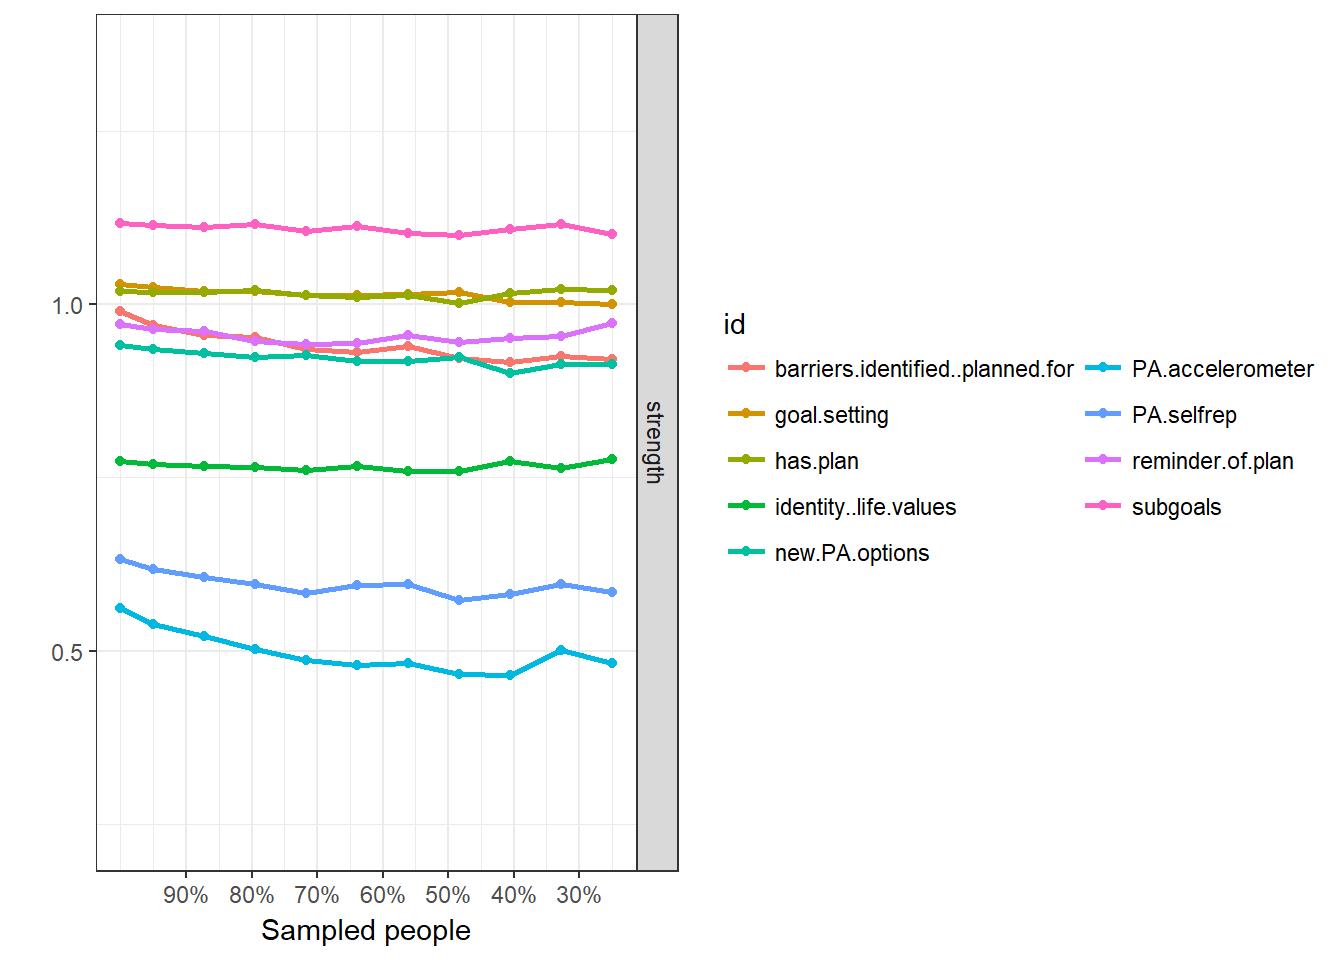 1.0
0.5
90% 80% 70% 60% 50% 40% 30%
Sampled people
strength
id
barriers.identified..planned.for
goal.setting
has.plan
identity..life.values
new.PA.options
PA.accelerometer
PA.selfrep
reminder.of.plan
subgoals